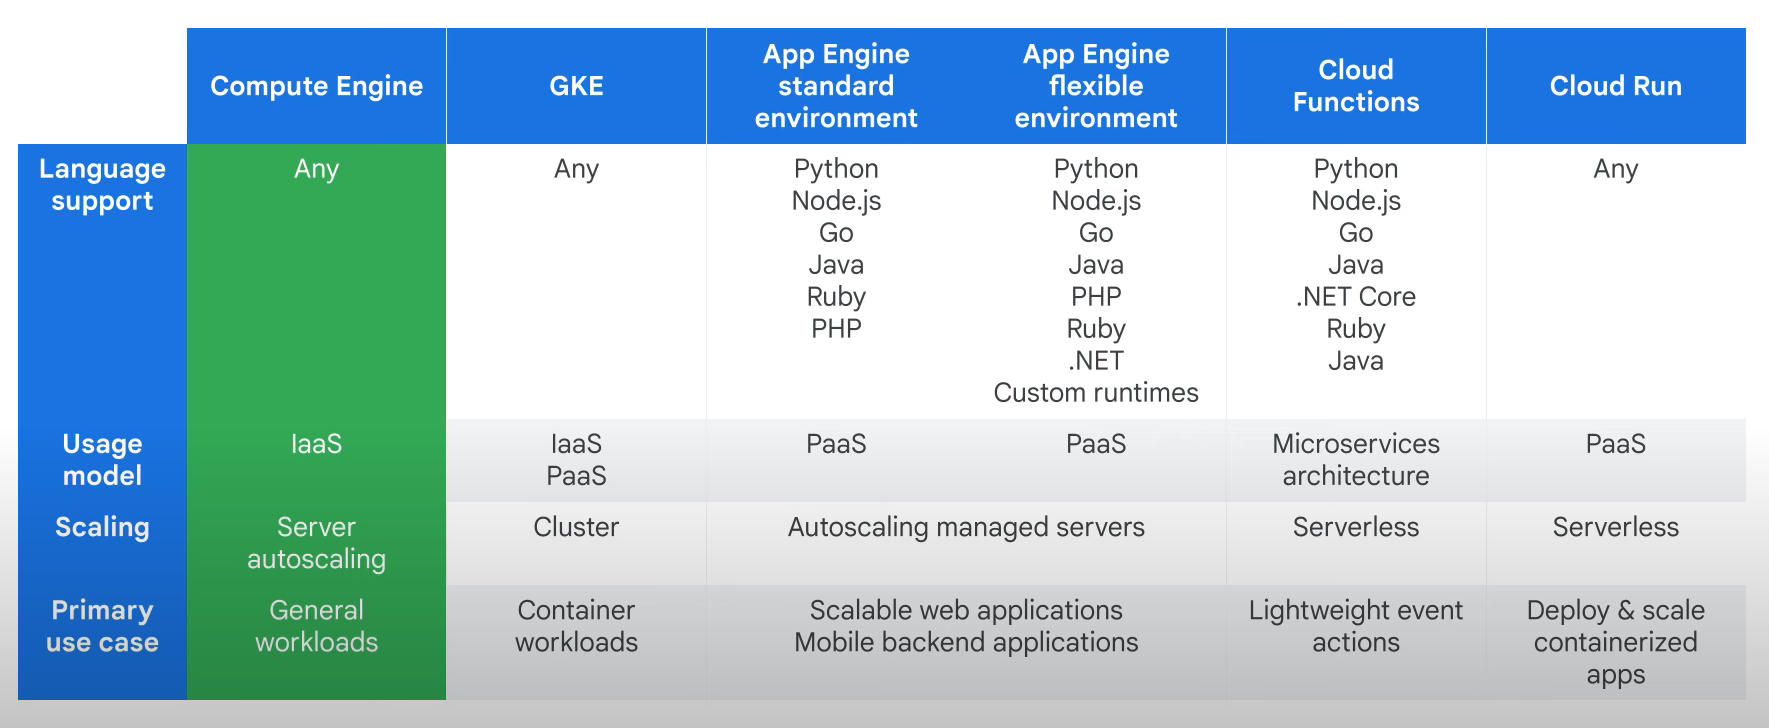 Compute Engine
GKE
App Engine
standard
environment
App Engine
flexible
environment
Cloud
Functions
Cloud Run
Language
support
Any
Any
Python
Node.js
Go
Java
Ruby
PHP
Python
Node.js
Go
Java
PHP
Ruby
.NET
Custom runtimes
Python
Node.js
Go
Java
.NET Core
Ruby
Java
Any
Usage
model
IaaS
IaaS
PaaS
PaaS
PaaS
Microservices
architecture
PaaS
Scaling
Server
autoscaling
Cluster
Autoscaling managed servers
Serverless
Serverless
Primary
use case
General
workloads
Container
workloads
Scalable web applications
Mobile backend applications
Lightweight event
actions
Deploy & scale
containerized
apps